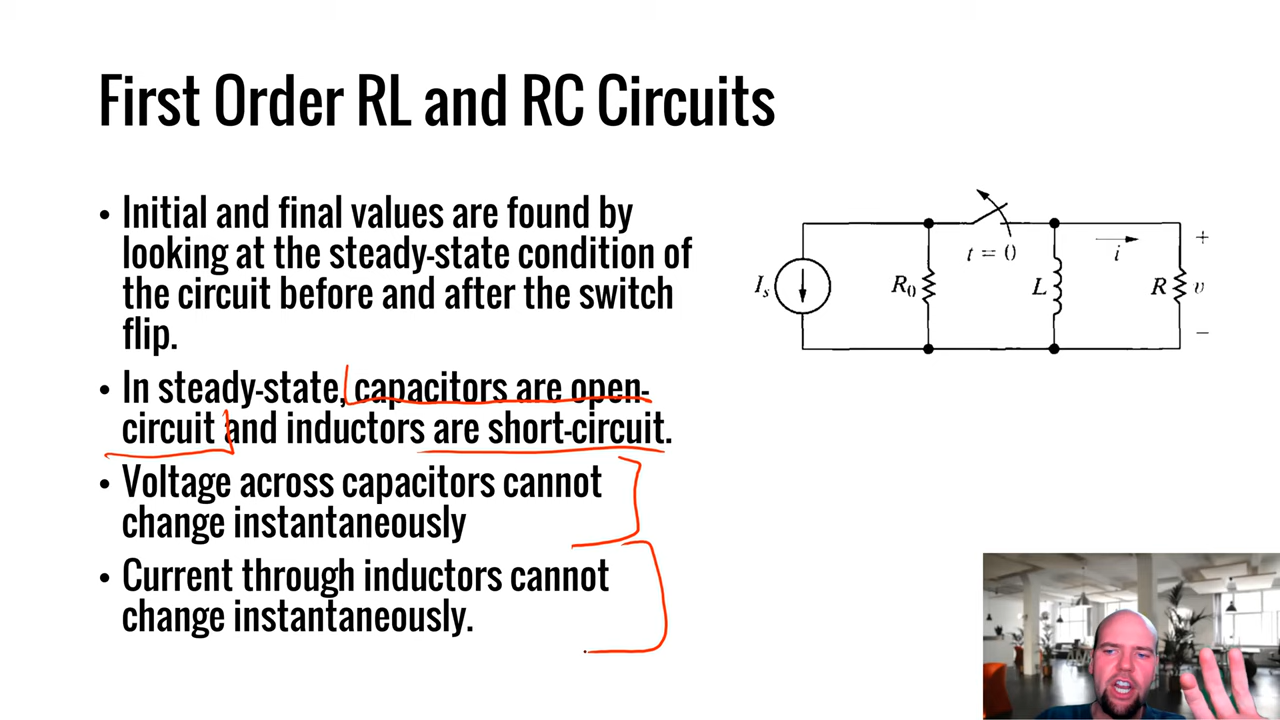 First Order RL and RC Circuits
• Initial and final values are found by
looking at the steady-state condition of
the circuit before and after the switch
flip.
• In steady-state, capacitors are open-
circuit and inductors are short-circuit.
• Voltage across capacitors cannot
change instantaneously
• Current through inductors cannot
change instantaneously.
t = 0
i
+
Is
R0
L
R
v
−